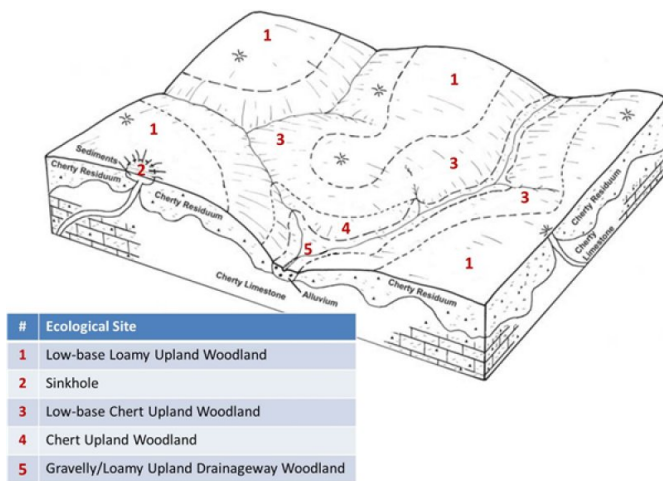 1
1
1
Sediments
2
Cherty Residuum
Cherty Residuum
3
3
3
4
5
1
Cherty Residuum
Cherty Limestone
Cherty Limestone
Alluvium
Cherty Residuum
# Ecological Site
1 Low-base Loamy Upland Woodland
2 Sinkhole
3 Low-base Chert Upland Woodland
4 Chert Upland Woodland
5 Gravelly/Loamy Upland Drainageway Woodland